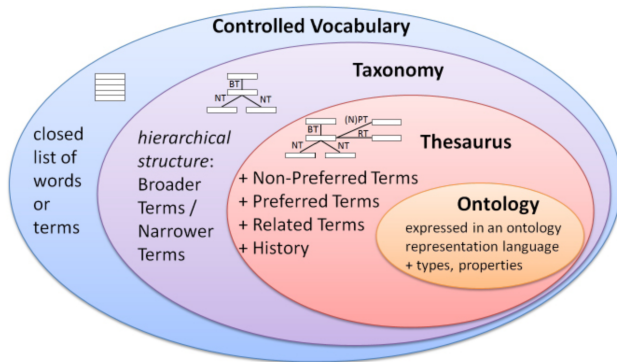 Controlled Vocabulary
closed
list of
words
or
terms
Taxonomy
BT
NT
NT
hierarchical
structure:
Broader
Terms /
Narrower
Terms
Thesaurus
BT
(N)PT
RT
NT
NT
+ Non-Preferred Terms
+ Preferred Terms
+ Related Terms
+ History
Ontology
expressed in an ontology
representation language
+ types, properties